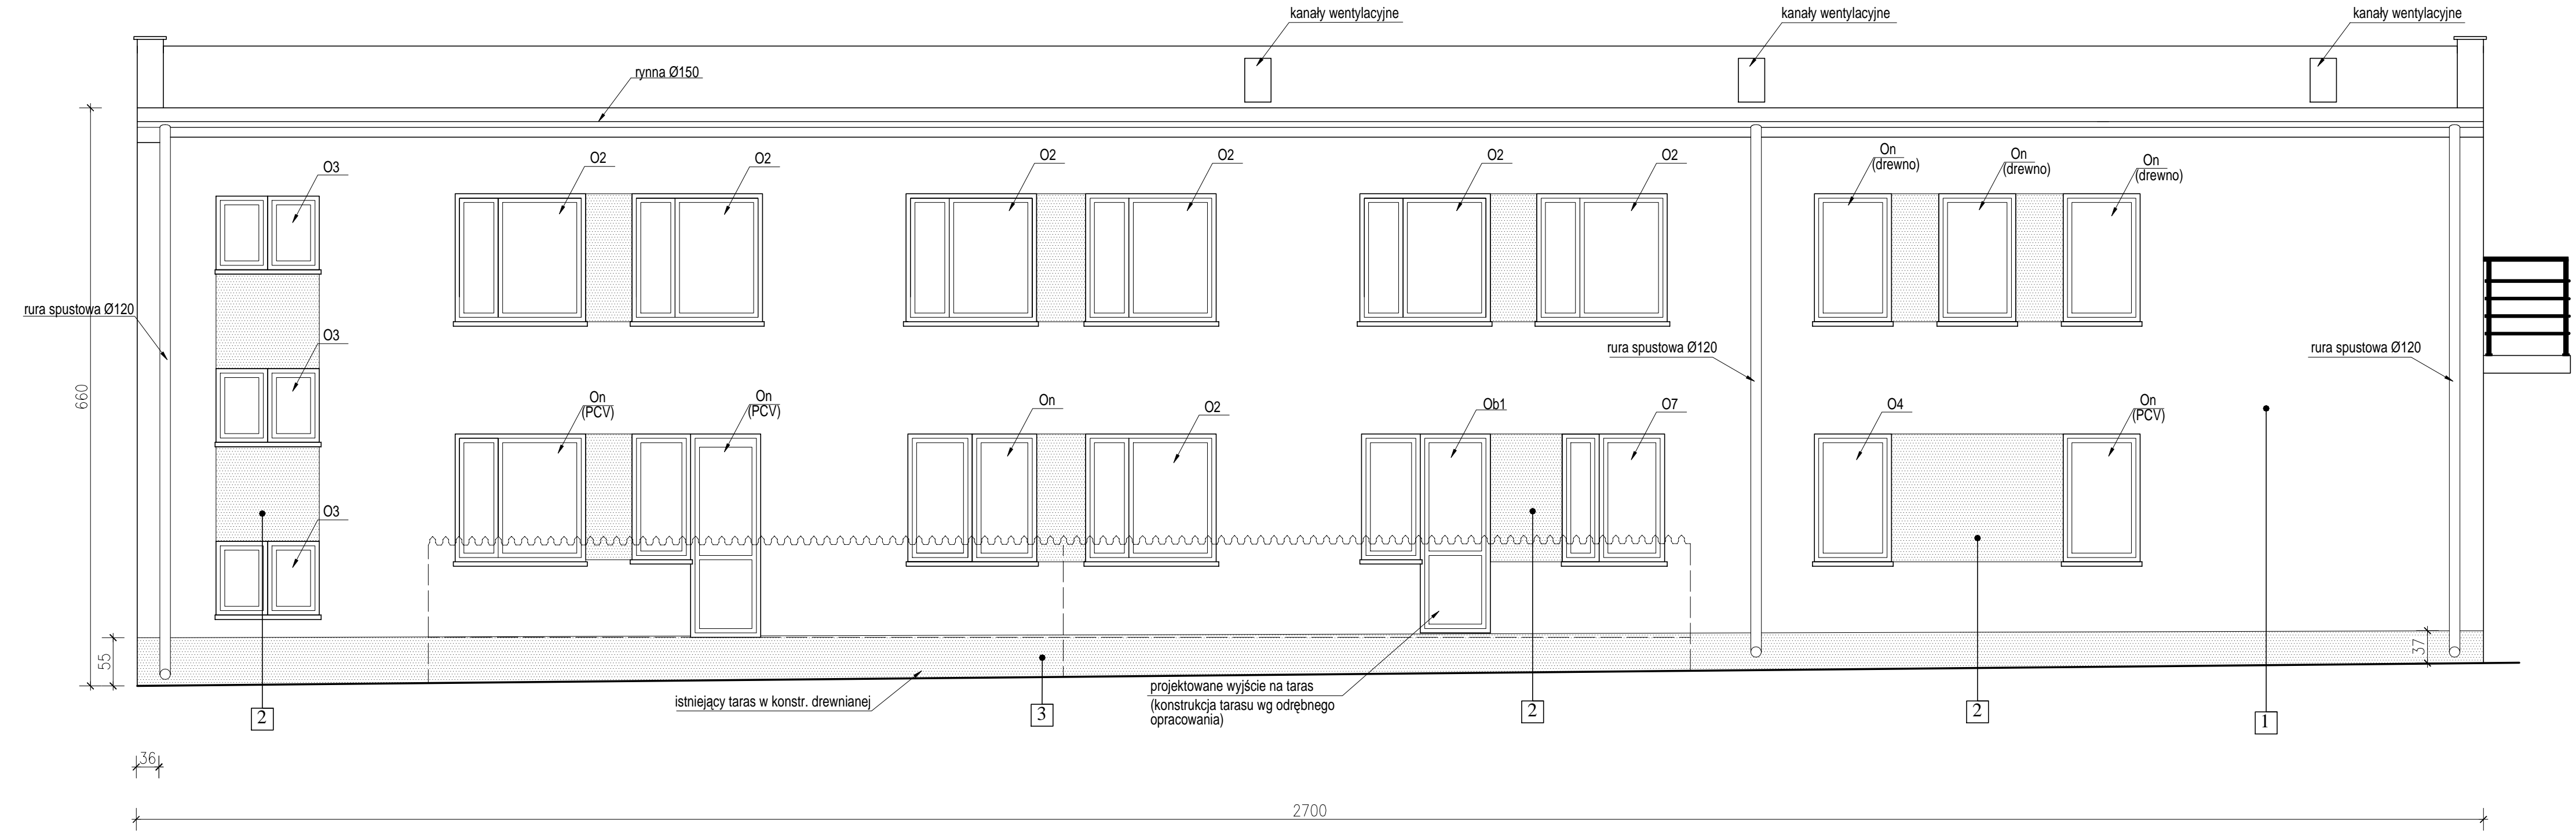 kanały wentylacyjne
kanały wentylacyjne
kanały wentylacyjne
rynna Ø150
O3
O2
O2
O2
O2
O2
O2
On
(drewno)
On
(drewno)
On
(drewno)
rura spustowa Ø120
O3
rura spustowa Ø120
rura spustowa Ø120
660
On
(PCV)
On
(PCV)
On
O2
Ob1
O7
O4
On
(PCV)
O3
55
37
istniejący taras w konstr. drewnianej
projektowane wyjście na taras
(konstrukcja tarasu wg odrębnego
opracowania)
2
3
2
2
1
36
2700